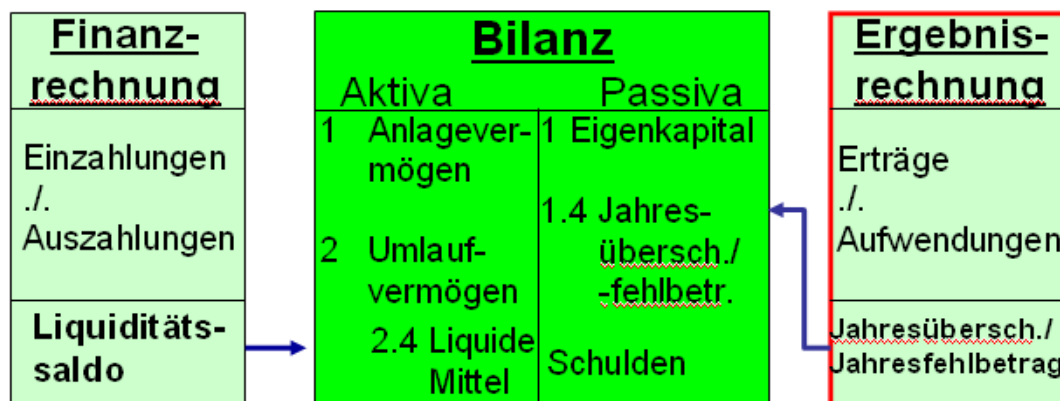 Finanz-
rechnung
Einzahlungen
./.
Auszahlungen
Liquiditäts-
saldo
Bilanz
Aktiva
Passiva
1 Anlagever-
mögen
2 Umlauf-
vermögen
2.4 Liquide
Mittel
1 Eigenkapital
1.4 Jahres-
übersch./
-fehlbetr.
Schulden
Ergebnis-
rechnung
Erträge
./.
Aufwendungen
Jahresübersch./
Jahresfehlbetrag